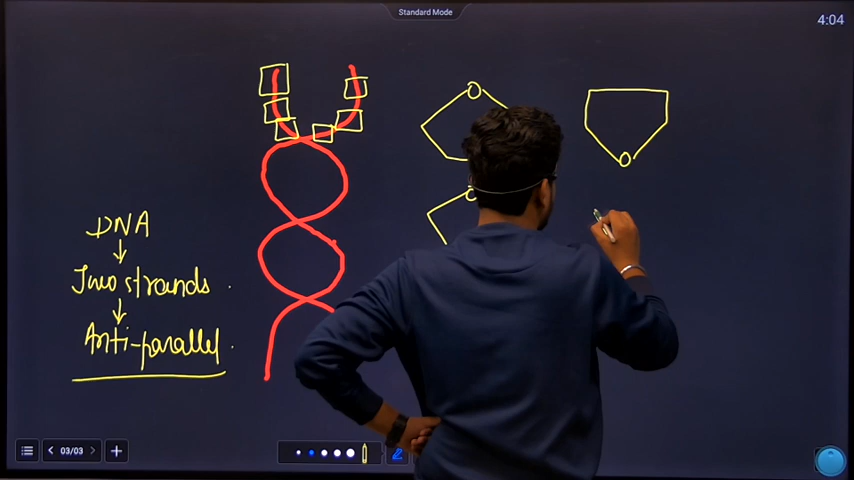 Standard Mode
4:04
DNA
Two strands.
Anti-parallel.
O
O
O
03/03